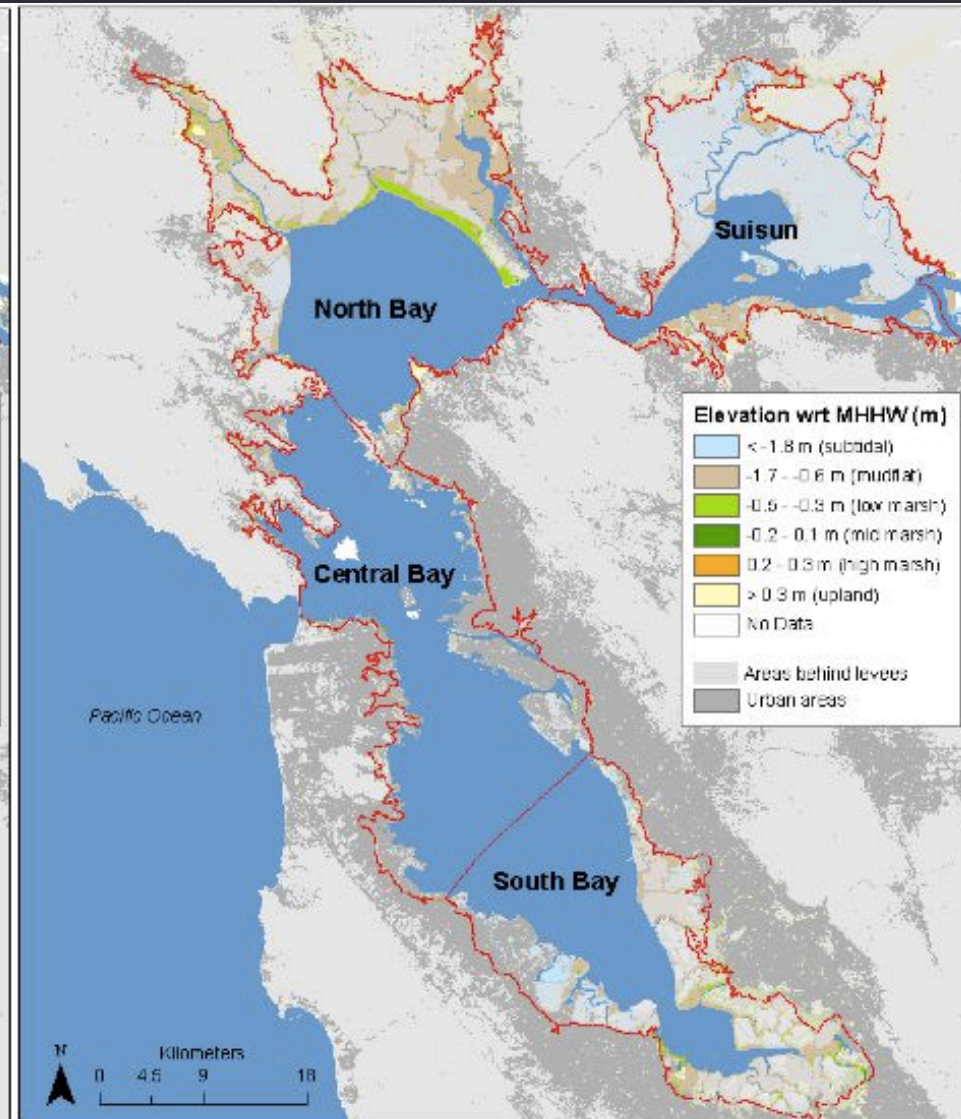 North Bay
Suisun
Central Bay
Pacific Ocean
South Bay
Elevation wrt MHHW (m)
< -1.8 m (subtidal)
-1.7 - -0.6 m (mudflat)
-0.5 - -0.3 m (low marsh)
-0.2 - 0.1 m (mid marsh)
0.2 - 0.3 m (high marsh)
> 0.3 m (upland)
No Data
Areas behind levees
Urban areas
N
Kilometers
0 4.5 9 18